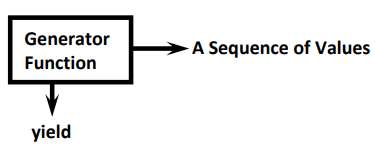 Generator
Function
A Sequence of Values
yield